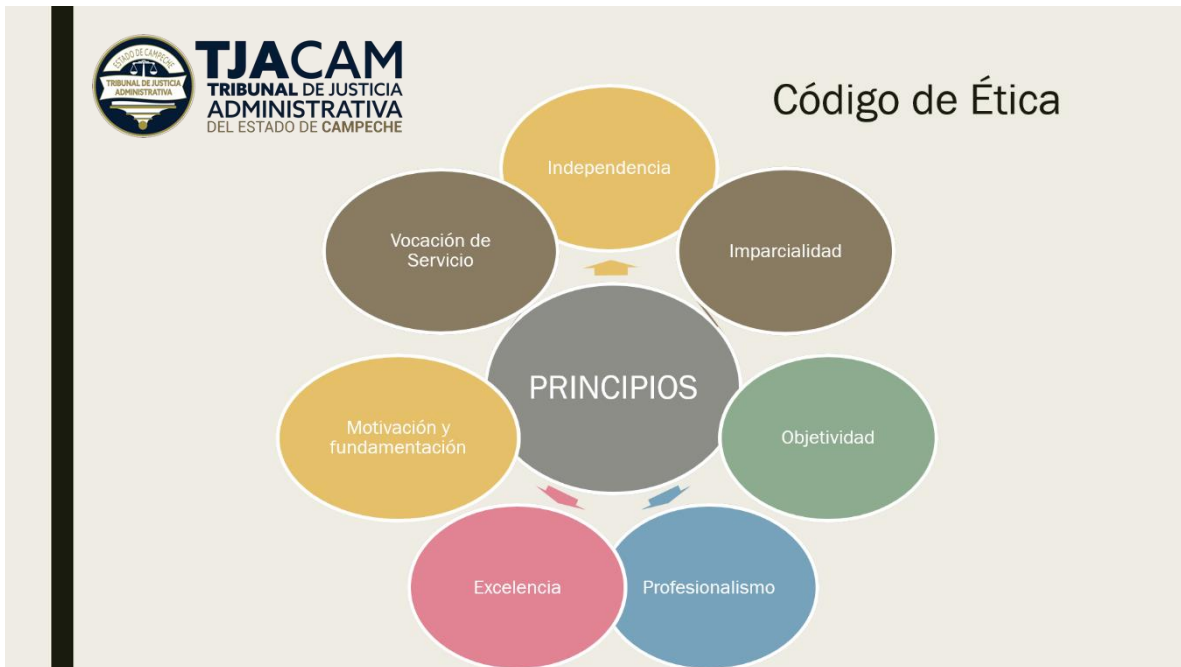 ESTADO DE CAMPECHE
TRIBUNAL DE JUSTICIA
ADMINISTRATIVA
TJACAM
TRIBUNAL DE JUSTICIA
ADMINISTRATIVA
DEL ESTADO DE CAMPECHE
Código de Ética
Independencia
Imparcialidad
Objetividad
Profesionalismo
Excelencia
Motivación y
fundamentación
Vocación de
Servicio
PRINCIPIOS